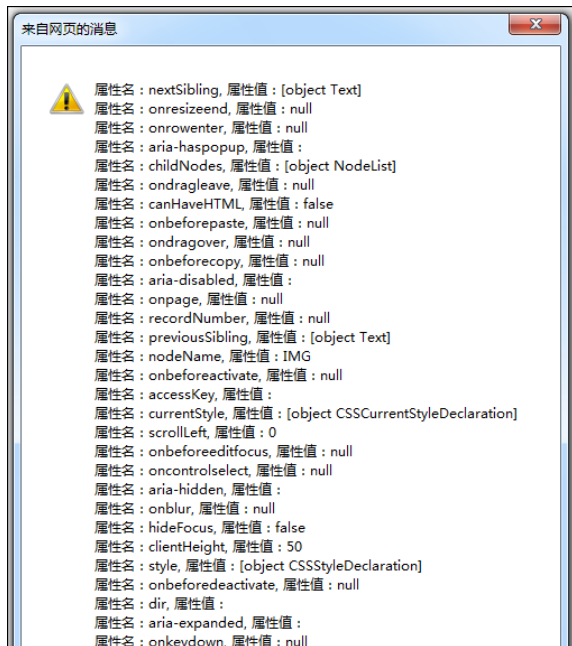 来自网页的消息
属性名：nextSibling, 属性值：[object Text]
属性名：onresizeend, 属性值：null
属性名：onrowenter, 属性值：null
属性名：aria-haspopup, 属性值：
属性名：childNodes, 属性值：[object NodeList]
属性名：ondragleave, 属性值：null
属性名：canHaveHTML, 属性值：false
属性名：onbeforepaste, 属性值：null
属性名：ondragover, 属性值：null
属性名：onbeforecopy, 属性值：null
属性名：aria-disabled, 属性值：
属性名：onpage, 属性值：null
属性名：recordNumber, 属性值：null
属性名：previousSibling, 属性值：[object Text]
属性名：nodeName, 属性值：IMG
属性名：onbeforeactivate, 属性值：null
属性名：accessKey, 属性值：
属性名：currentStyle, 属性值：[object CSSCurrentStyleDeclaration]
属性名：scrollLeft, 属性值：0
属性名：onbeforeeditfocus, 属性值：null
属性名：oncontrolselect, 属性值：null
属性名：aria-hidden, 属性值：
属性名：onblur, 属性值：null
属性名：hideFocus, 属性值：false
属性名：clientHeight, 属性值：50
属性名：style, 属性值：[object CSSStyleDeclaration]
属性名：onbeforedeactivate, 属性值：null
属性名：dir, 属性值：
属性名：aria-expanded, 属性值：
属性名：onkeydown, 属性值：null